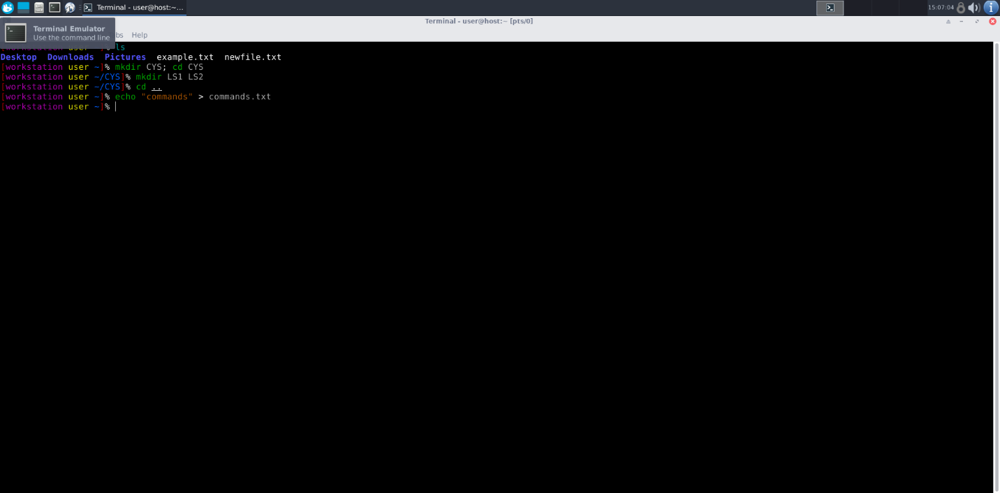 Terminal - user@host:~... 15:07:04
Terminal - user@host:~ [pts/0]
Terminal Emulator
Use the command line
bs Help
[workstation user ~]% ls
Desktop Downloads Pictures example.txt newfile.txt
[workstation user ~]% mkdir CYS; cd CYS
[workstation user ~/CYS]% mkdir LS1 LS2
[workstation user ~/CYS]% cd ..
[workstation user ~]% echo "commands" > commands.txt
[workstation user ~]%